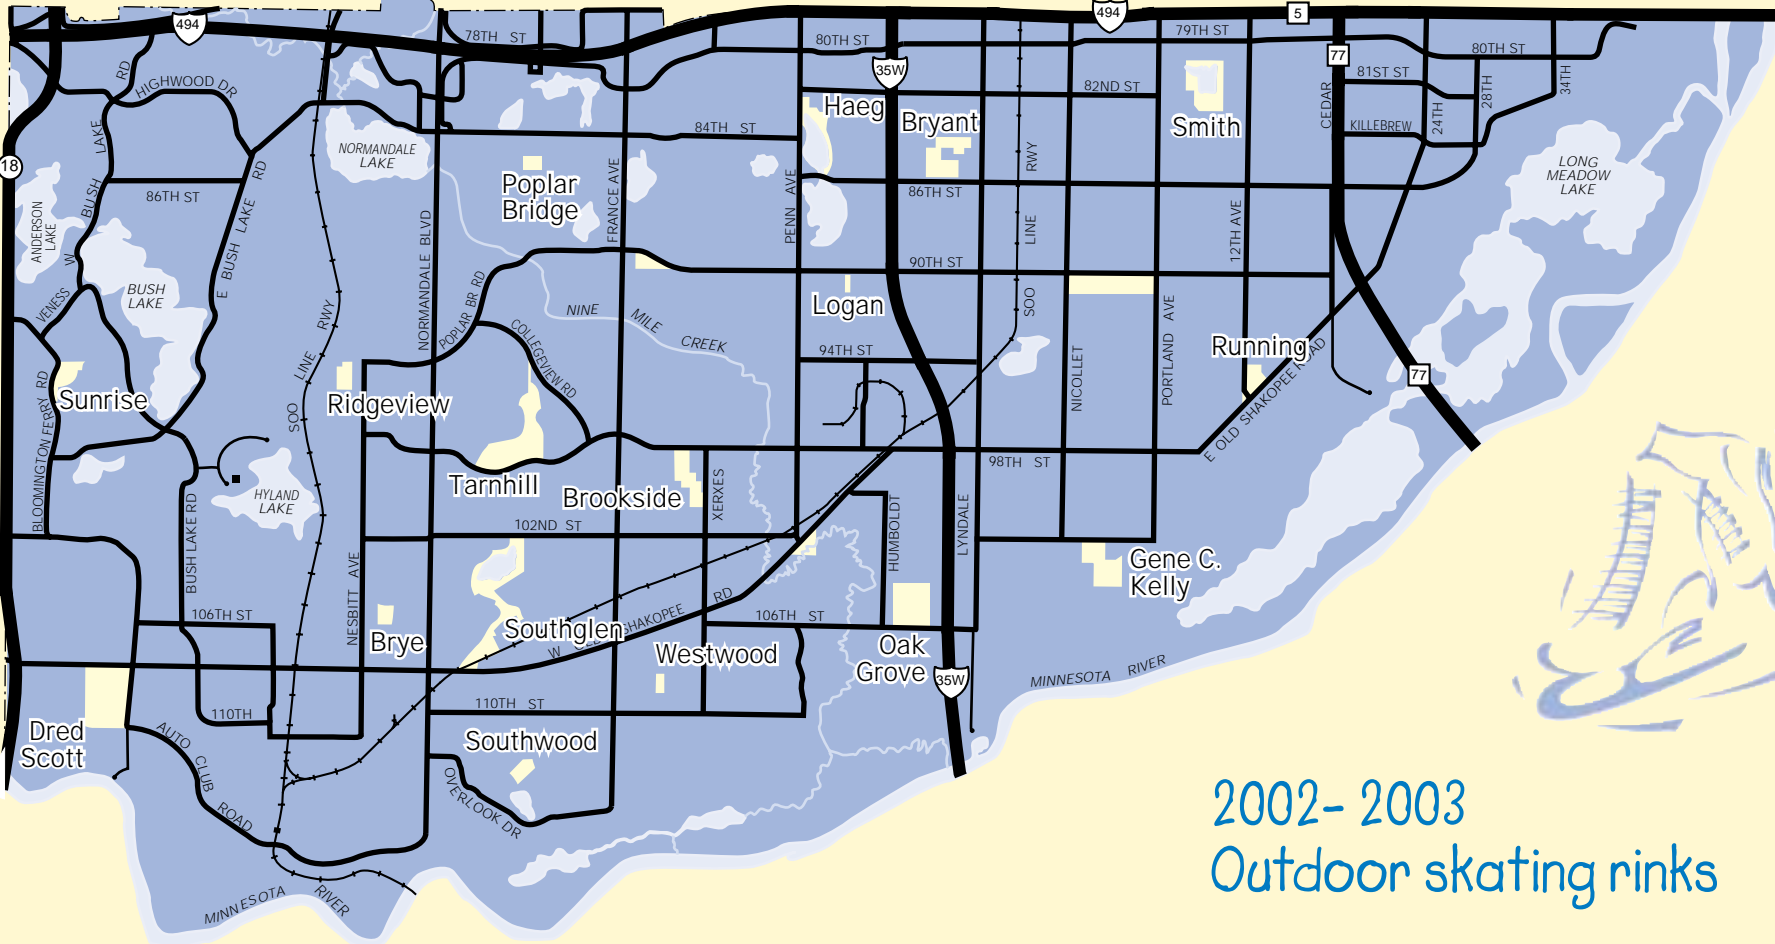 494
494
5
78TH ST
80TH ST
79TH ST
80TH ST
77
35W
81ST ST
82ND ST
RD
HIGHWOOD DR
28TH
34TH
CEDAR
24TH
KILLEBREW
Haeg
Bryant
Smith
84TH ST
NORMANDALE
LAKE
LAKE
18
RWY
LONG
MEADOW
LAKE
86TH ST
BUSH
W
RD
E BUSH LAKE
Poplar
Bridge
FRANCE AVE
PENN AVE
86TH ST
LINE
12TH AVE
ANDERSON
LAKE
NORMANDALE BLVD
90TH ST
BUSH
LAKE
VENESS
POPLAR BR RD
COLLEGEVIEW RD
NINE MILE CREEK
Logan
SOO
PORTLAND AVE
NICOLLET
Running
94TH ST
SOO LINE RWY
77
BLOOMINGTON FERRY RD
Sunrise
Ridgeview
E OLD SHAKOPEE ROAD
98TH ST
Tarnhill
Brookside
XERXES
HYLAND
LAKE
BUSH LAKE RD
102ND ST
HUMBOLDT
LYNDALE
Gene C.
Kelly
NESBITT AVE
106TH ST
Brye
Southglen
W OLD SHAKOPEE RD
106TH ST
Westwood
Oak
Grove
35W
MINNESOTA RIVER
110TH
110TH ST
Dred
Scott
AUTO CLUB ROAD
Southwood
OVERLOOK DR
MINNESOTA RIVER
2002- 2003
Outdoor skating rinks